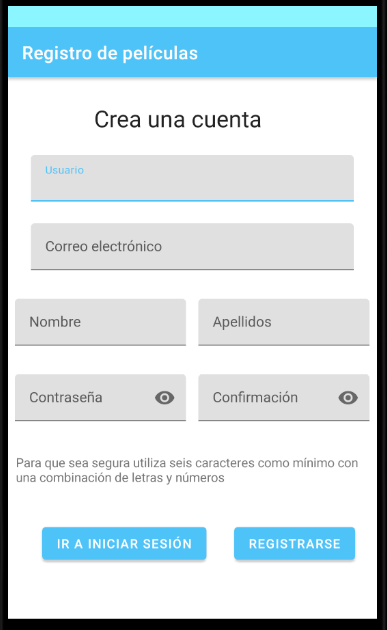 Registro de películas
Crea una cuenta
Usuario
Correo electrónico
Nombre
Apellidos
Contraseña
Confirmación
Para que sea segura utiliza seis caracteres como mínimo con
una combinación de letras y números
IR A INICIAR SESIÓN
REGISTRARSE